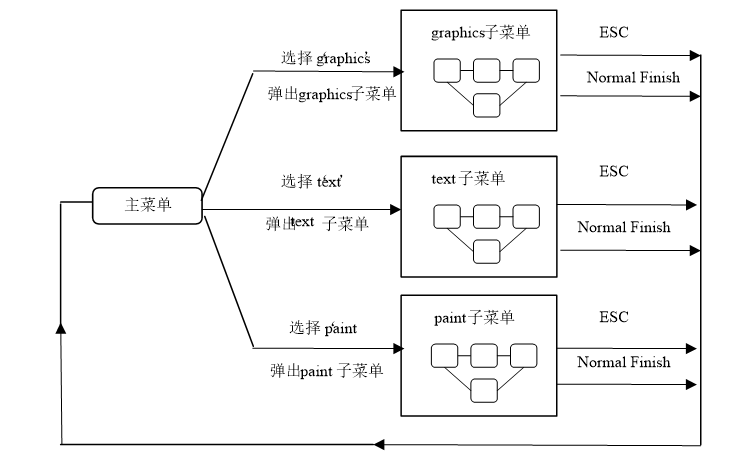 graphics子菜单
ESC
选择 'graphics'
Normal Finish
弹出graphics子菜单
text 子菜单
ESC
选择 'text'
主菜单
弹出text 子菜单
Normal Finish
paint子菜单
ESC
选择 'paint
Normal Finish
弹出paint 子菜单